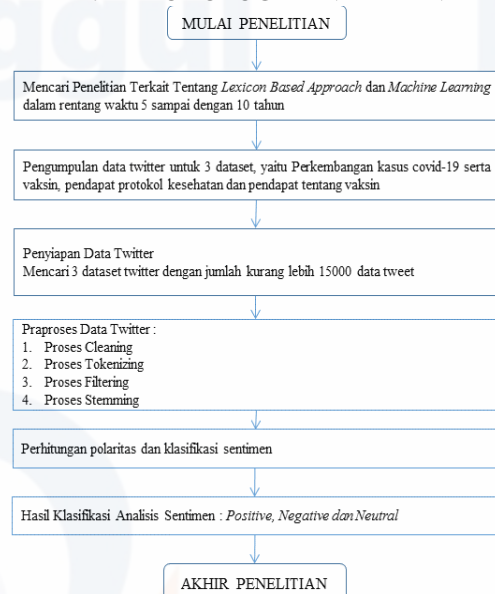 MULAI PENELITIAN
Mencari Penelitian Terkait Tentang Lexicon Based Approach dan Machine Learning
dalam rentang waktu 5 sampai dengan 10 tahun
Pengumpulan data twitter untuk 3 dataset, yaitu Perkembangan kasus covid-19 serta
vaksin, pendapat protokol kesehatan dan pendapat tentang vaksin
Penyiapan Data Twitter
Mencari 3 dataset twitter dengan jumlah kurang lebih 15000 data tweet
Praproses Data Twitter :
1. Proses Cleaning
2. Proses Tokenizing
3. Proses Filtering
4. Proses Stemming
Perhitungan polaritas dan klasifikasi sentimen
Hasil Klasifikasi Analisis Sentimen : Positive, Negative dan Neutral
AKHIR PENELITIAN